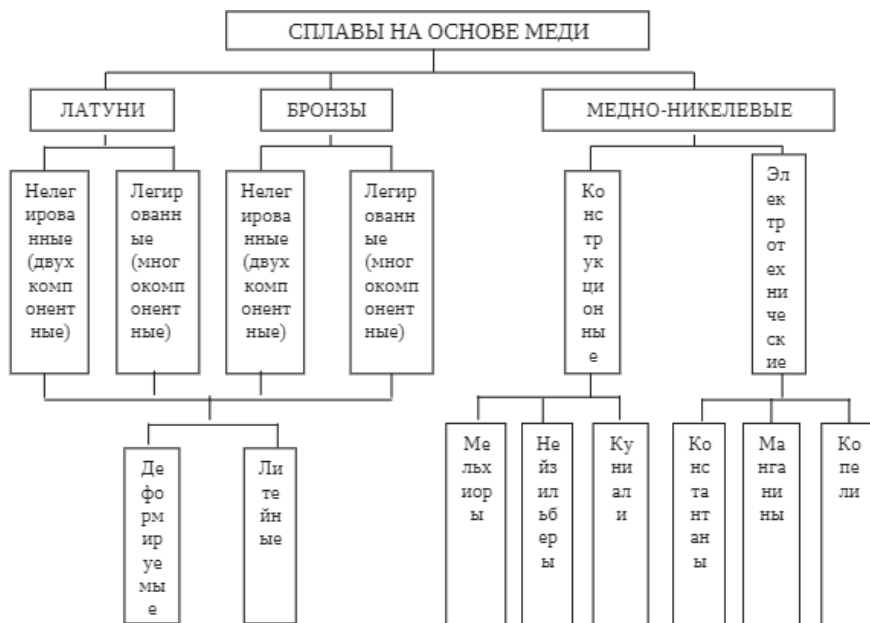 СПЛАВЫ НА ОСНОВЕ МЕДИ
ЛАТУНИ
БРОНЗЫ
МЕДНО-НИКЕЛЕВЫЕ
Нелег
ирова
нные
(двух
комп
онент
ные)
Легир
ованн
ые
(мног
окомп
онент
ные)
Нелег
ирова
нные
(двух
комп
онент
ные)
Легир
ованн
ые
(мног
окомп
онент
ные)
Ко
нс
тр
ук
ци
он
ны
е
Эл
ек
тр
от
ех
ни
че
ск
ие
Де
фо
рм
ир
уе
мы
е
Ли
те
йн
ые
Ме
льх
иор
ы
Не
йз
ил
ьб
ер
ы
Ку
ни
ал
и
Ко
нс
та
нт
ан
ы
Ма
нга
ни
ны
Ко
пе
ли